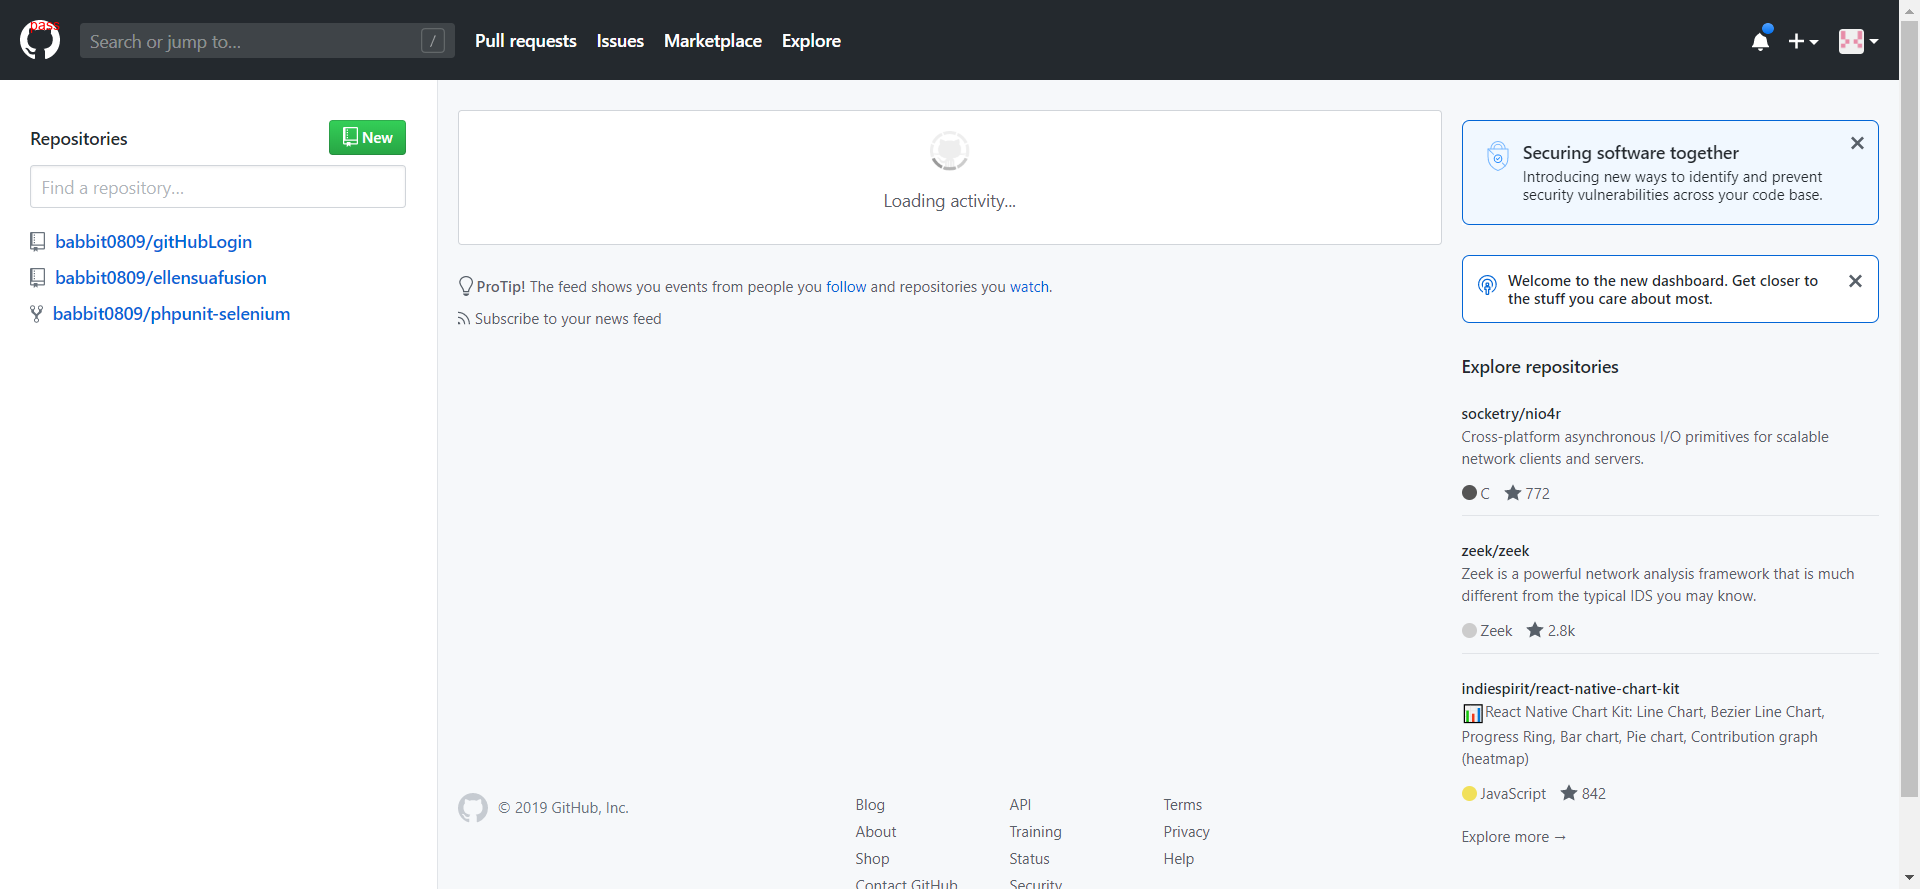 bass
Search or jump to...
/
Pull requests
Issues
Marketplace
Explore
Repositories
New
Find a repository...
babbit0809/gitHubLogin
babbit0809/ellensuafusion
babbit0809/phpunit-selenium
Loading activity...
ProTip! The feed shows you events from people you follow and repositories you watch.
Subscribe to your news feed
Securing software together
Introducing new ways to identify and prevent
security vulnerabilities across your code base.
Welcome to the new dashboard. Get closer to
the stuff you care about most.
Explore repositories
socketry/nio4r
Cross-platform asynchronous I/O primitives for scalable
network clients and servers.
C 772
zeek/zeek
Zeek is a powerful network analysis framework that is much
different from the typical IDS you may know.
Zeek 2.8k
indiespirit/react-native-chart-kit
React Native Chart Kit: Line Chart, Bezier Line Chart,
Progress Ring, Bar chart, Pie chart, Contribution graph
(heatmap)
JavaScript 842
Explore more →
© 2019 GitHub, Inc.
Blog
About
Shop
Contact GitHub
API
Training
Status
Security
Terms
Privacy
Help